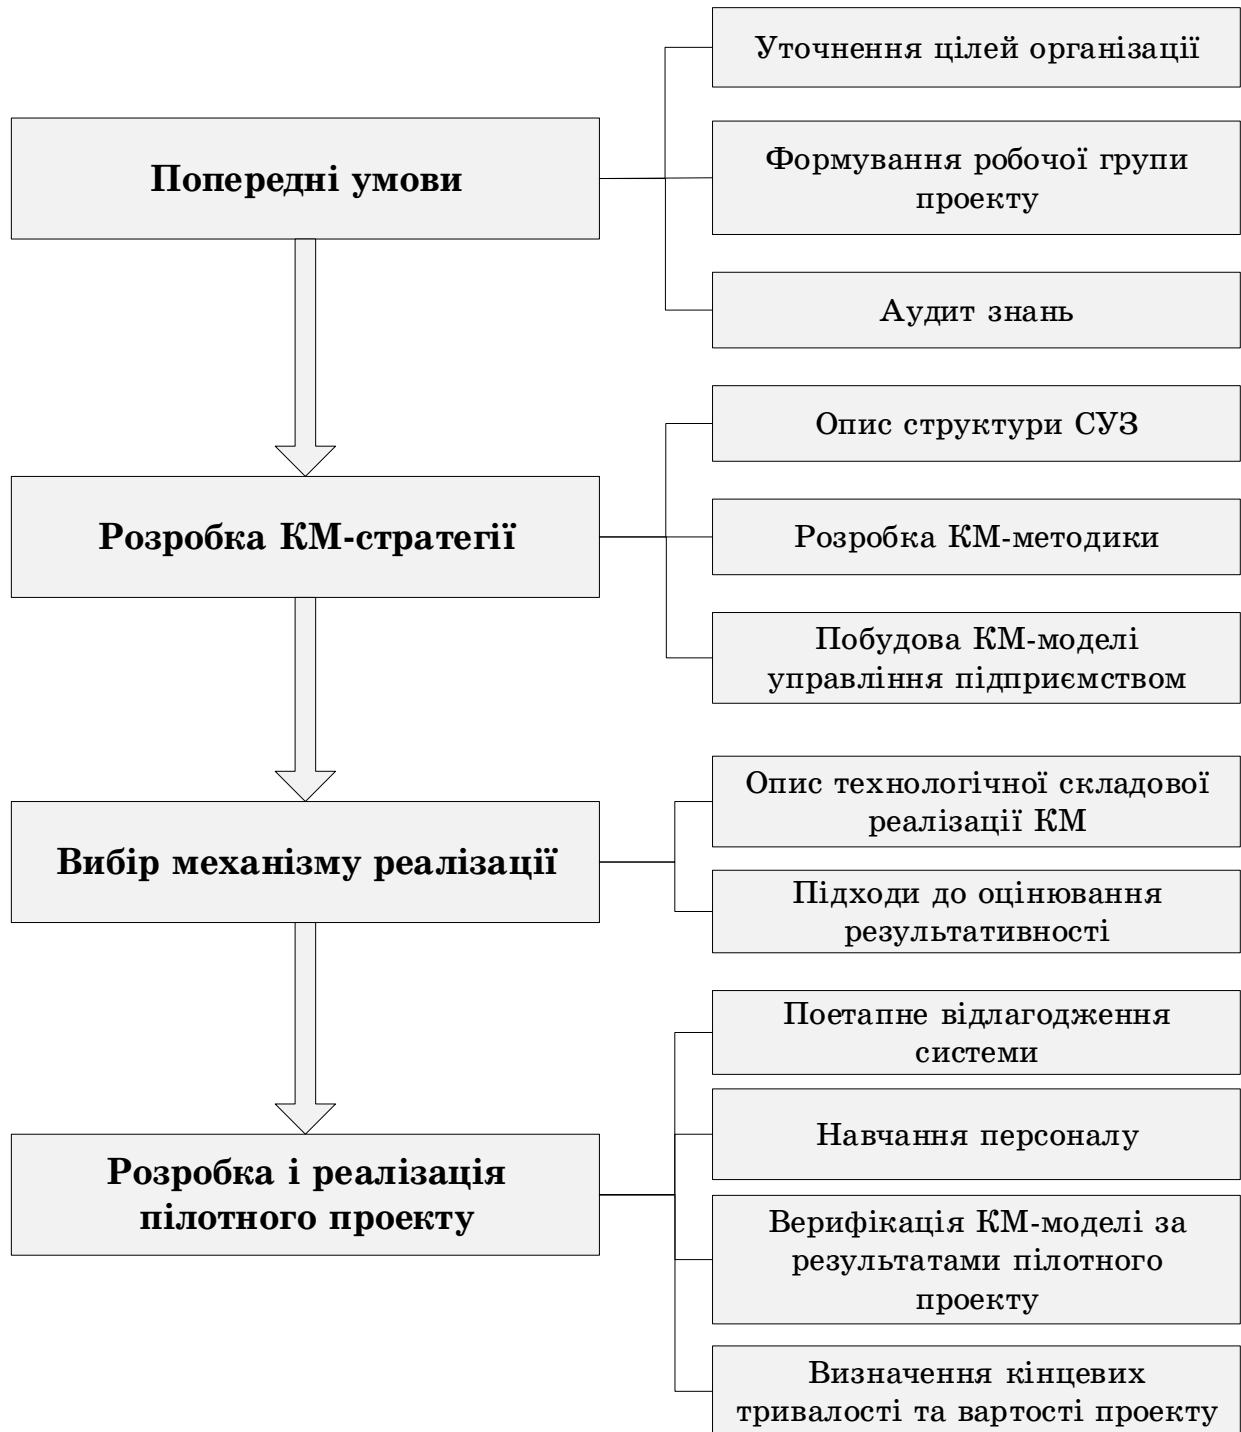 Попередні умови
Уточнення цілей організації
Формування робочої групи
проекту
Аудит знань
Розробка КМ-стратегії
Опис структури СУЗ
Розробка КМ-методики
Побудова КМ-моделі
управління підприємством
Вибір механізму реалізації
Опис технологічної складової
реалізації КМ
Підходи до оцінювання
результативності
Розробка і реалізація
пілотного проекту
Поетапне відлагодження
системи
Навчання персоналу
Верифікація КМ-моделі за
результатами пілотного
проекту
Визначення кінцевих
тривалості та вартості проекту